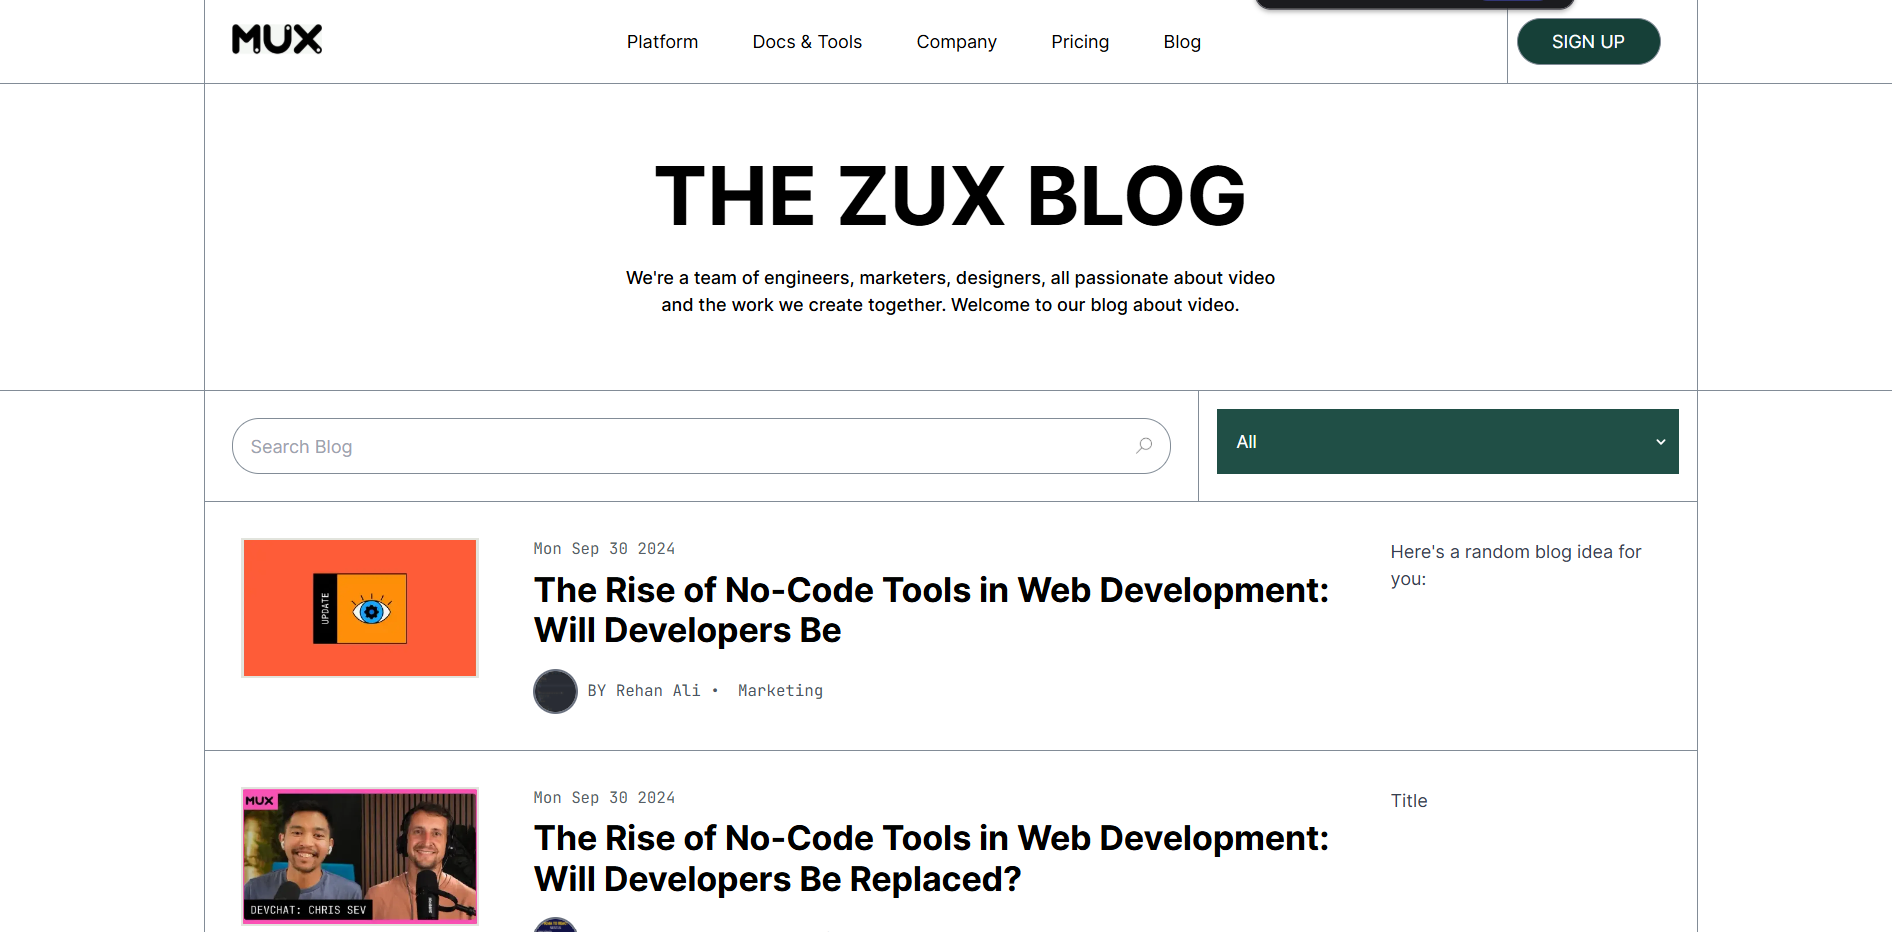 MUX
Platform
Docs & Tools
Company
Pricing
Blog
SIGN UP
THE ZUX BLOG
We're a team of engineers, marketers, designers, all passionate about video
and the work we create together. Welcome to our blog about video.
Search Blog
All
UPDATE
Mon Sep 30 2024
The Rise of No-Code Tools in Web Development:
Will Developers Be
BY Rehan Ali • Marketing
Here's a random blog idea for
you:
MUX
DEVCHAT: CHRIS SEV
Mon Sep 30 2024
The Rise of No-Code Tools in Web Development:
Will Developers Be Replaced?
Title